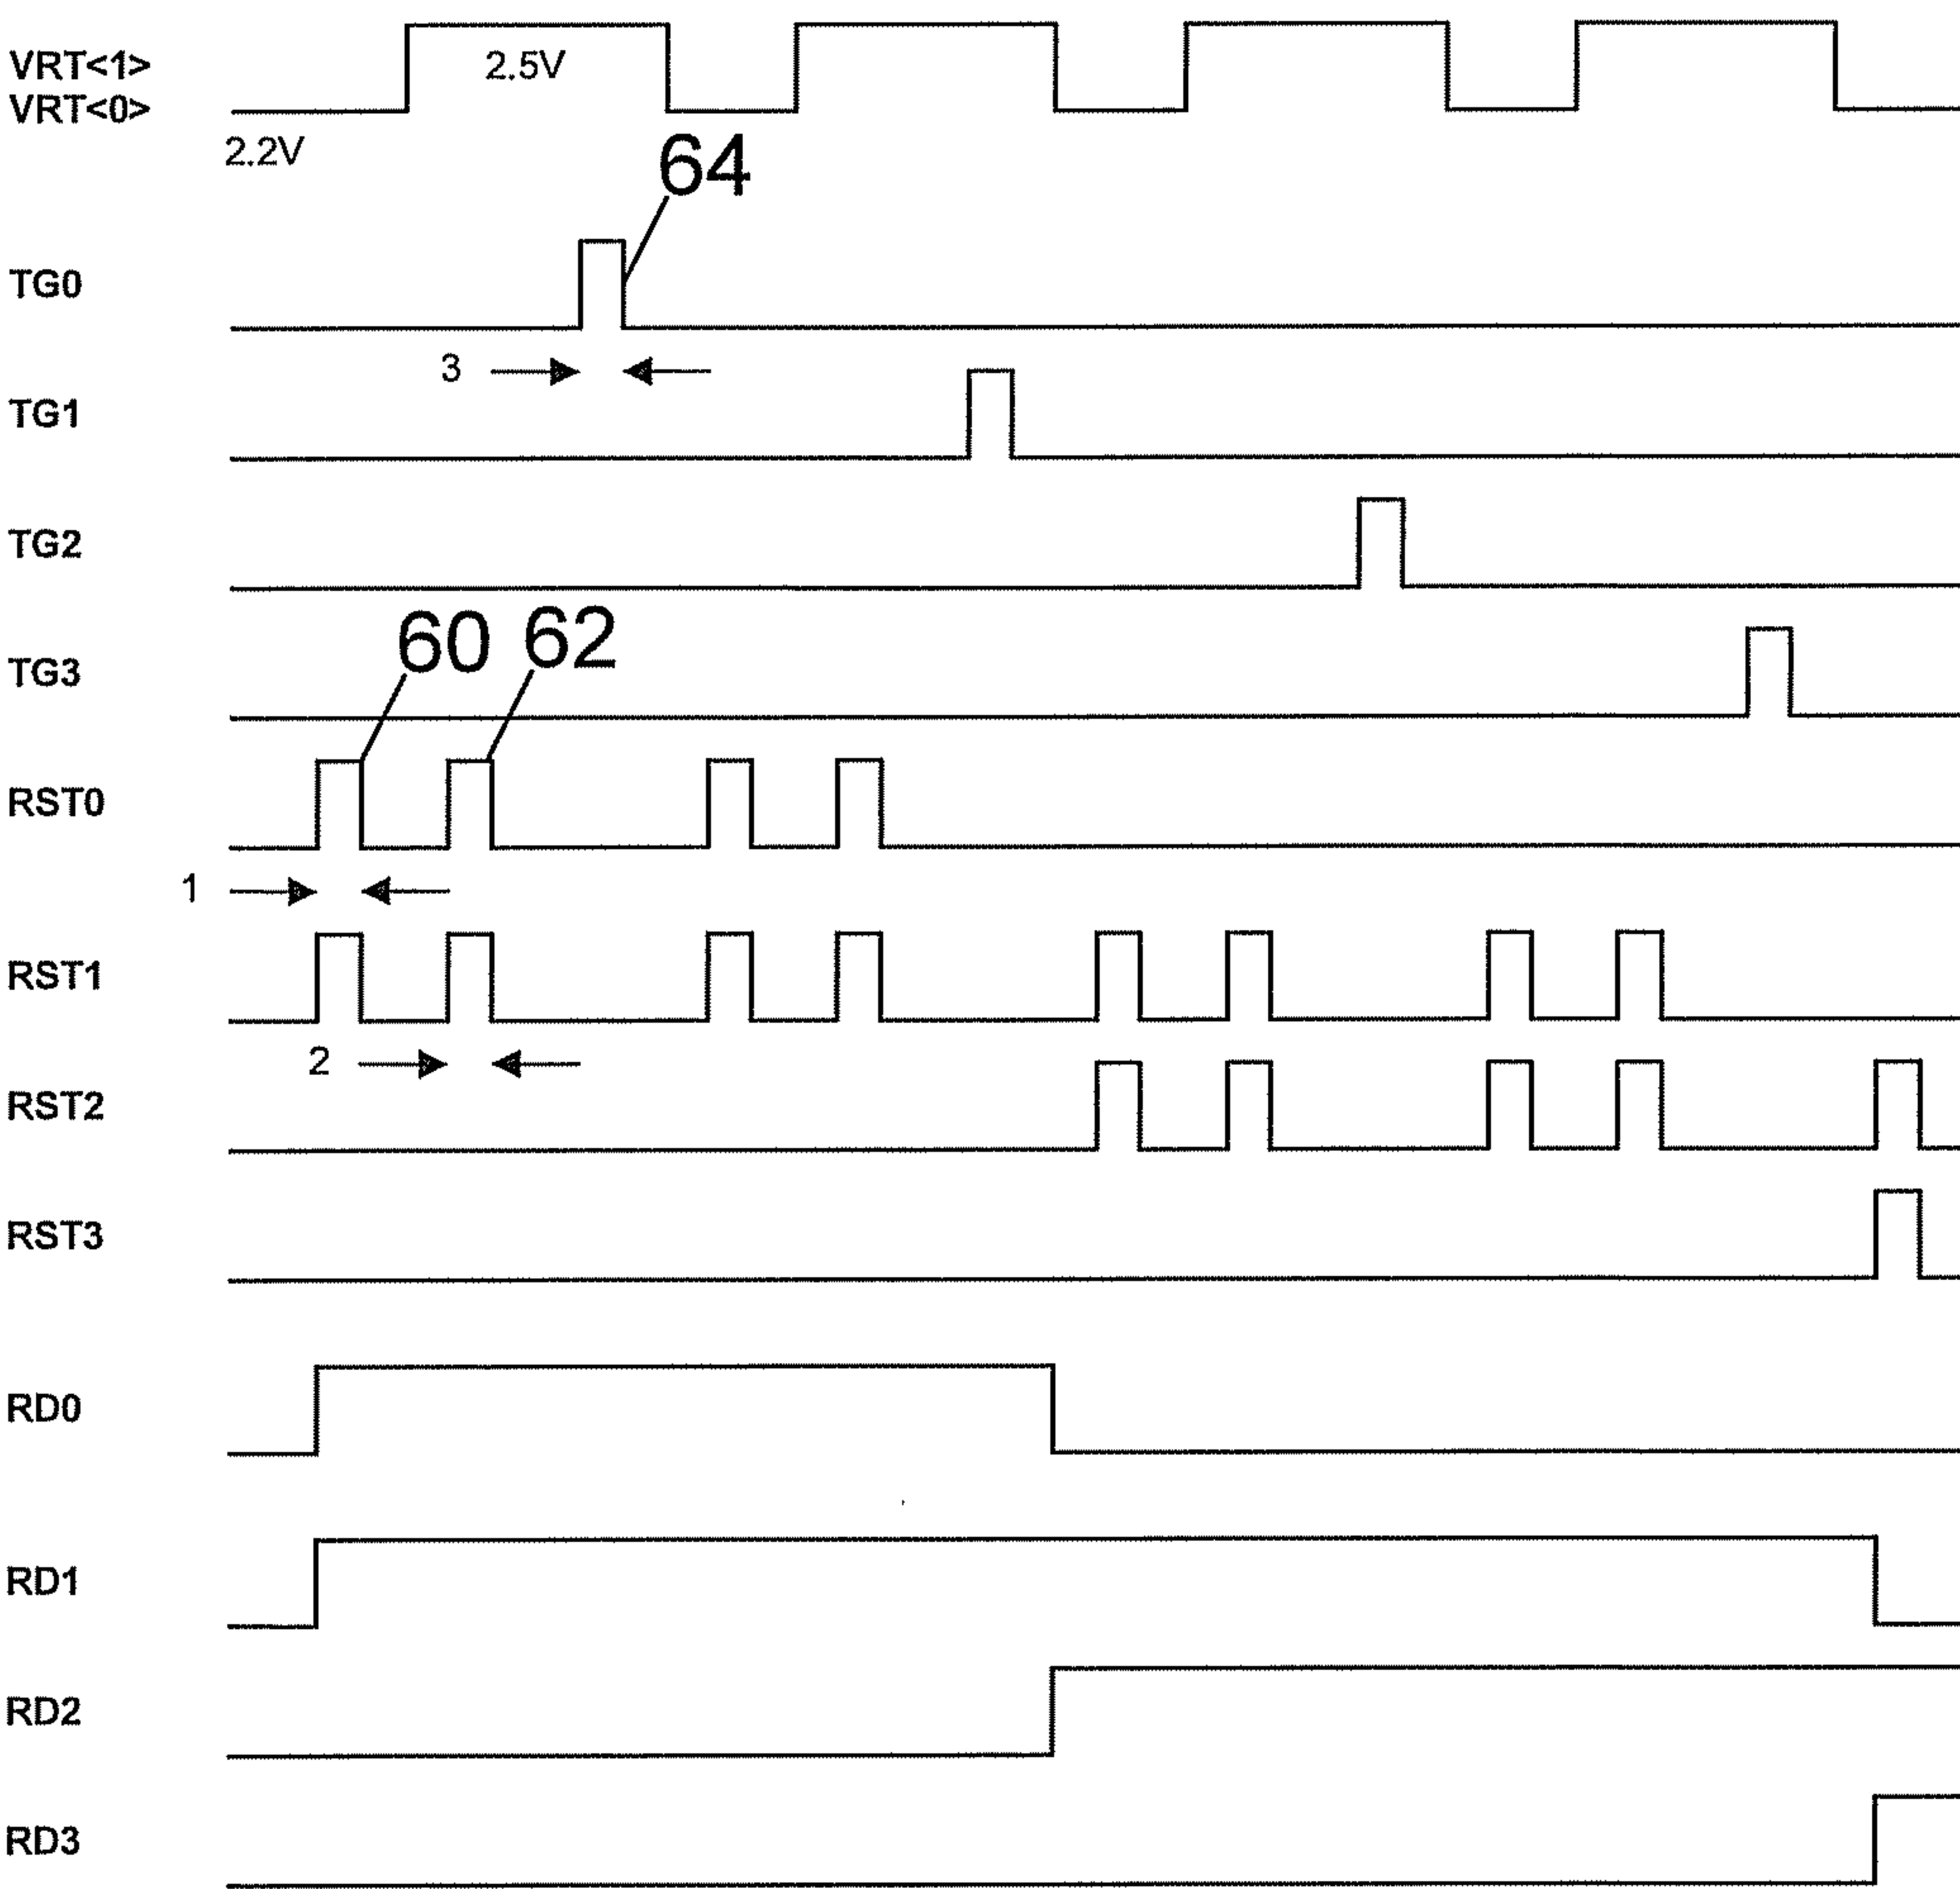 VRT<1>
VRT<0>
2.5V
2.2V
64
TG0
3
TG1
TG2
60 62
TG3
RST0
1
RST1
2
RST2
RST3
RD0
RD1
RD2
RD3